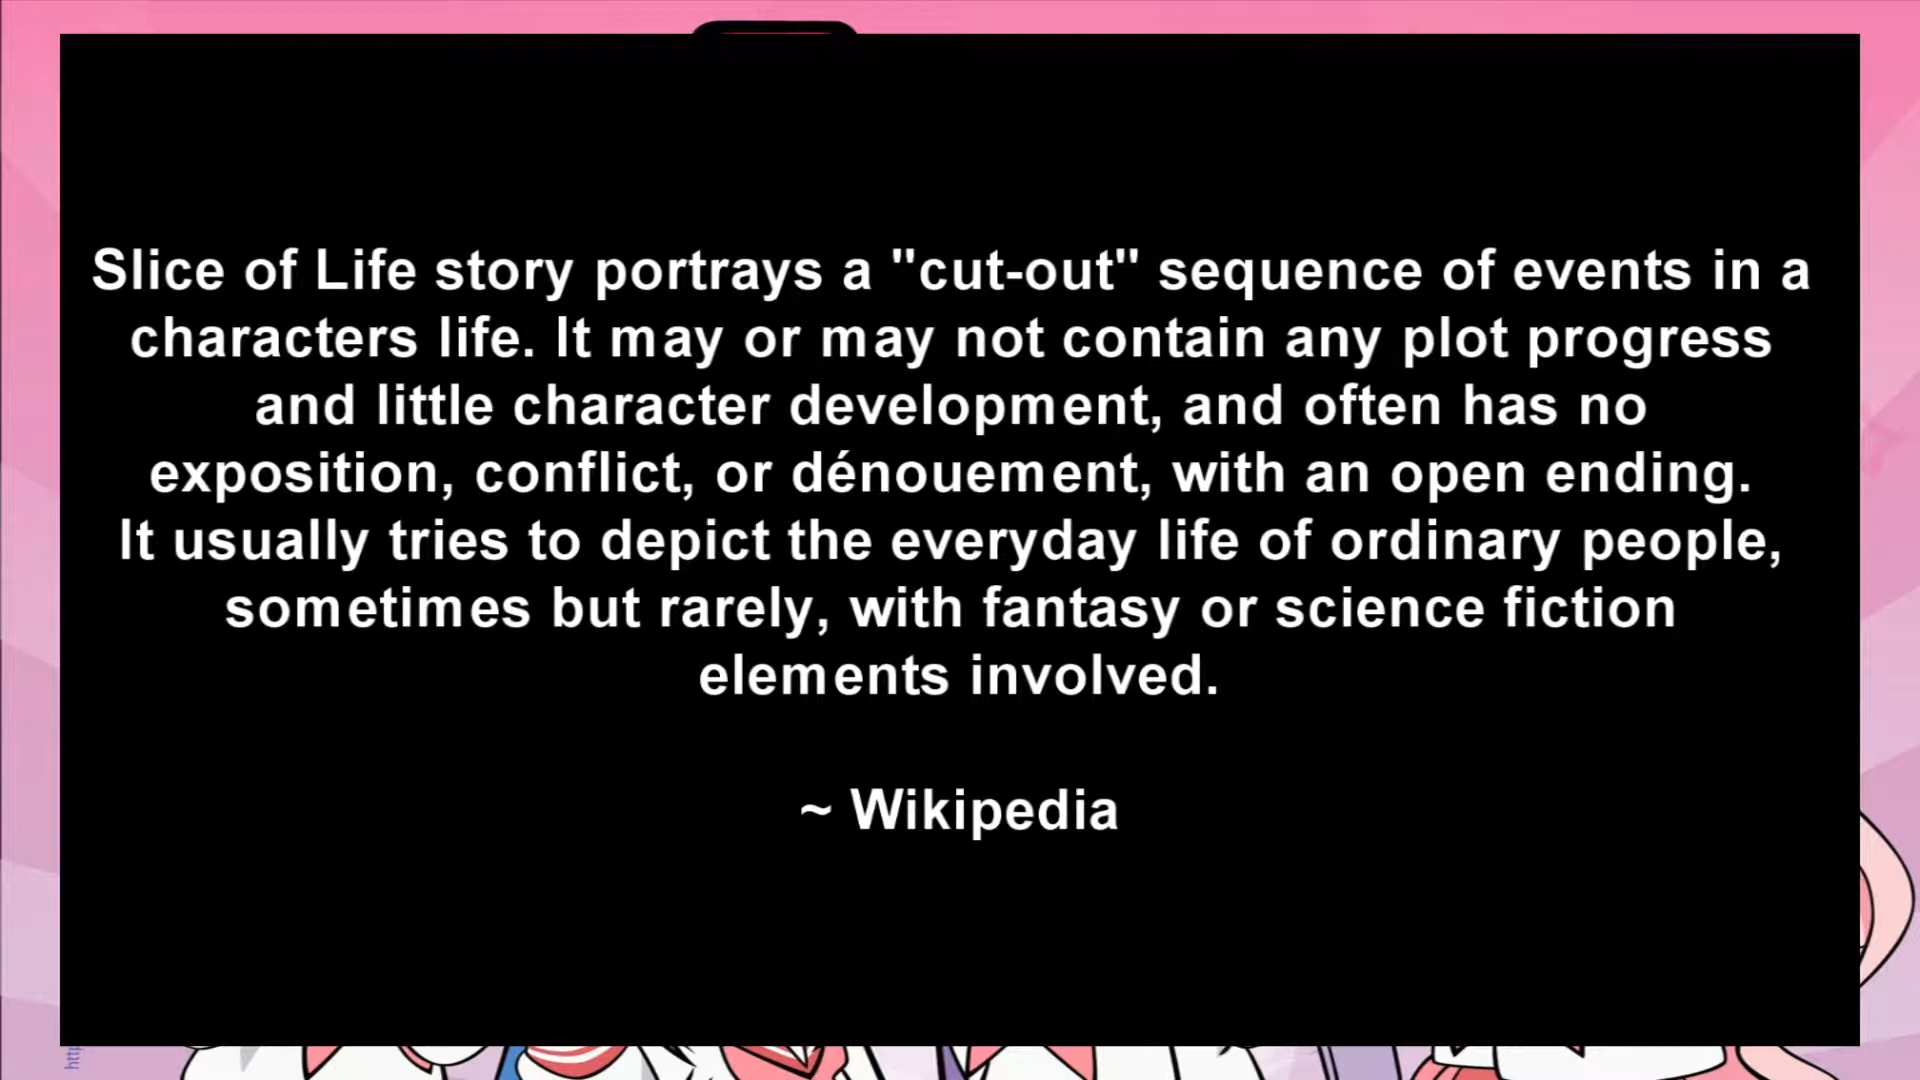 Slice of Life story portrays a "cut-out" sequence of events in a
characters life. It may or may not contain any plot progress
and little character development, and often has no
exposition, conflict, or dénouement, with an open ending.
It usually tries to depict the everyday life of ordinary people,
sometimes but rarely, with fantasy or science fiction
elements involved.
~ Wikipedia